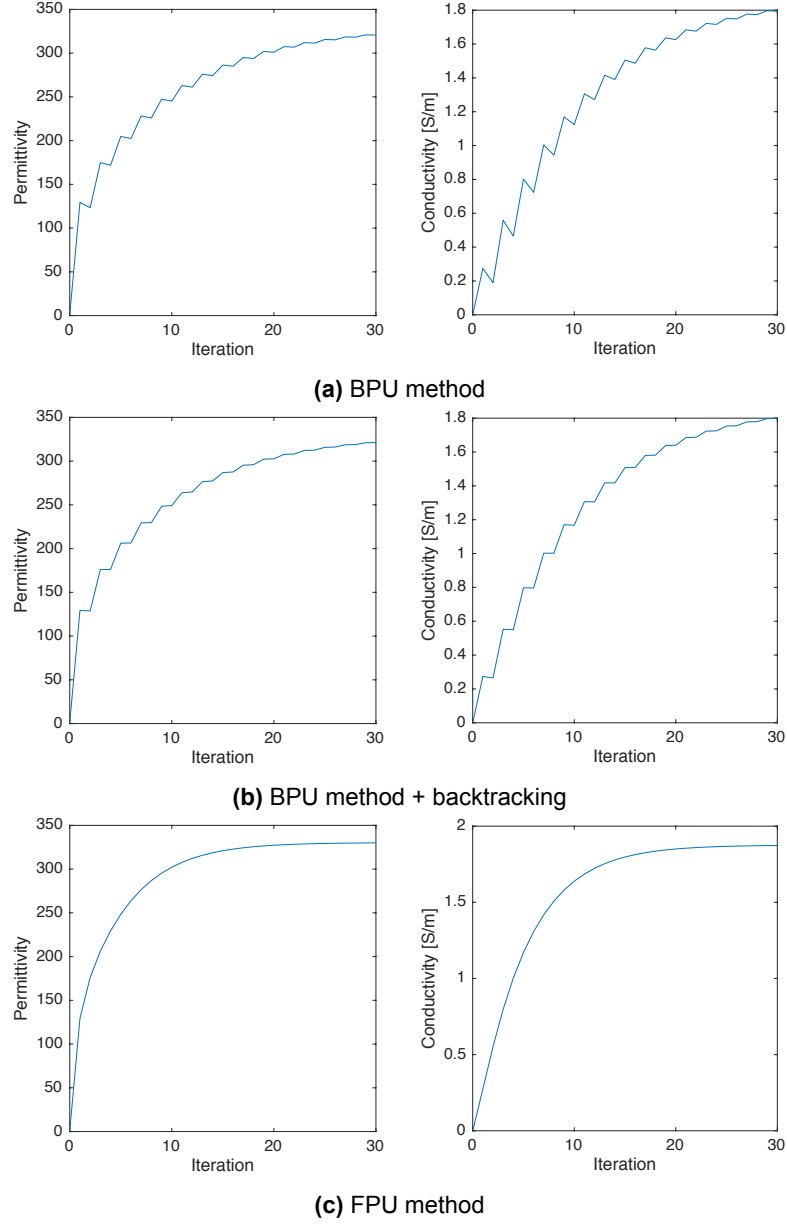 350
300
250
200
150
100
50
0
Permittivity
0 10 20 30
Iteration
1.8
1.6
1.4
1.2
1
0.8
0.6
0.4
0.2
0
Conductivity [S/m]
0 10 20 30
Iteration
(a) BPU method
350
300
250
200
150
100
50
0
Permittivity
0 10 20 30
Iteration
1.8
1.6
1.4
1.2
1
0.8
0.6
0.4
0.2
0
Conductivity [S/m]
0 10 20 30
Iteration
(b) BPU method + backtracking
350
300
250
200
150
100
50
0
Permittivity
0 10 20 30
Iteration
2
1.5
1
0.5
0
Conductivity [S/m]
0 10 20 30
Iteration
(c) FPU method